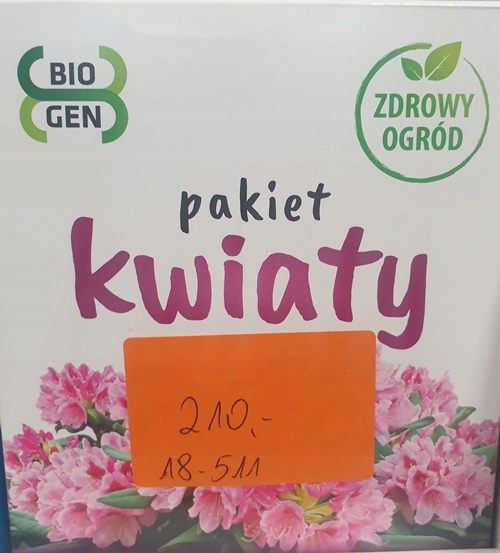 BIO
GEN
ZDROWY
OGRÓD
pakiet
kwiaty
210,-
18-511